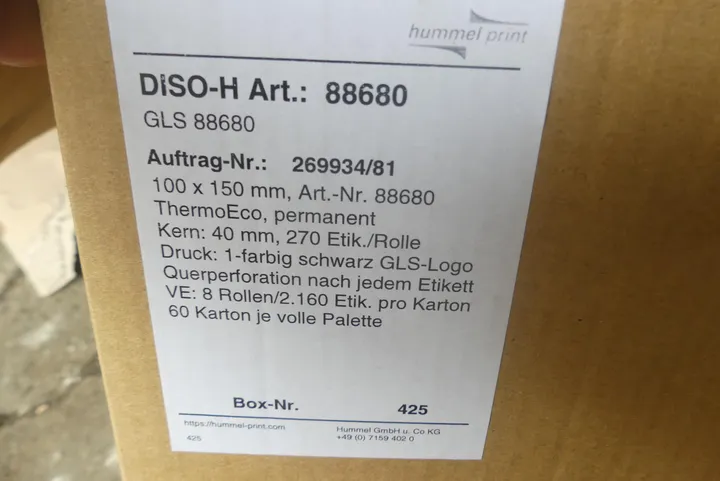 hummel print
DISO-H Art.: 88680
GLS 88680
Auftrag-Nr.: 269934/81
100 x 150 mm, Art.-Nr. 88680
ThermoEco, permanent
Kern: 40 mm, 270 Etik./Rolle
Druck: 1-farbig schwarz GLS-Logo
Querperforation nach jedem Etikett
VE: 8 Rollen/2.160 Etik. pro Karton
60 Karton je volle Palette
Box-Nr. 425
https://hummel-print.com Hummel GmbH u. Co KG
425 +49 (0) 7159 402 0